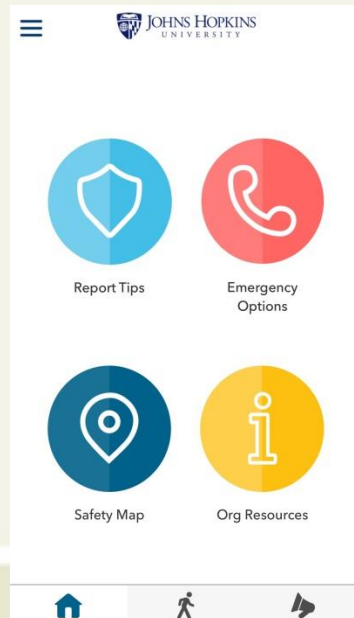 JOHNS HOPKINS
UNIVERSITY
Report Tips
Emergency
Options
Safety Map
Org Resources